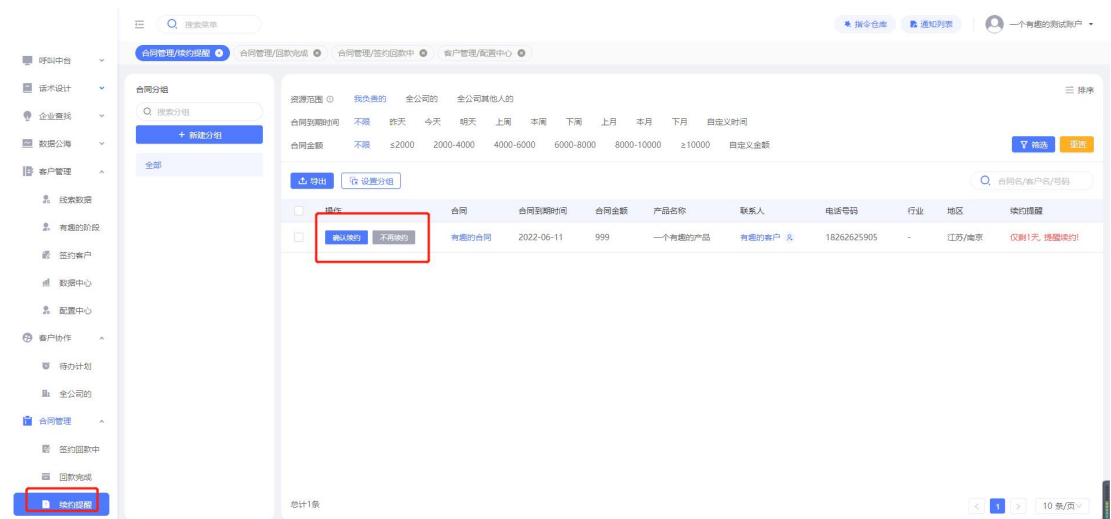 搜索菜单
指令仓库
通知列表
一个有趣的测试账户
合同管理/续约提醒
合同管理/回款完成
合同管理/签约回款中
客户管理/配置中心
呼叫中台
话术设计
企业查找
数据公海
客户管理
线索数据
有趣的阶段
签约客户
数据中心
配置中心
客户协作
待办计划
全公司的
合同管理
签约回款中
回款完成
续约提醒
合同分组
搜索分组
+ 新建分组
全部
排序
资源范围 我负责的 全公司的 全公司其他人的
合同到期时间 不限 昨天 今天 明天 上周 本周 下周 上月 本月 下月 自定义时间
合同金额 不限 ≤2000 2000-4000 4000-6000 6000-8000 8000-10000 ≥10000 自定义金额
筛选 重置
导出 设置分组
合同名/客户名/号码
操作 合同 合同到期时间 合同金额 产品名称 联系人 电话号码 行业 地区 续约提醒
确认续约 不再续约 有趣的合同 2022-06-11 999 一个有趣的产品 有趣的客户 18262625905 - 江苏/南京 仅剩1天, 提醒续约!
总计1条
< 1 > 10 条/页